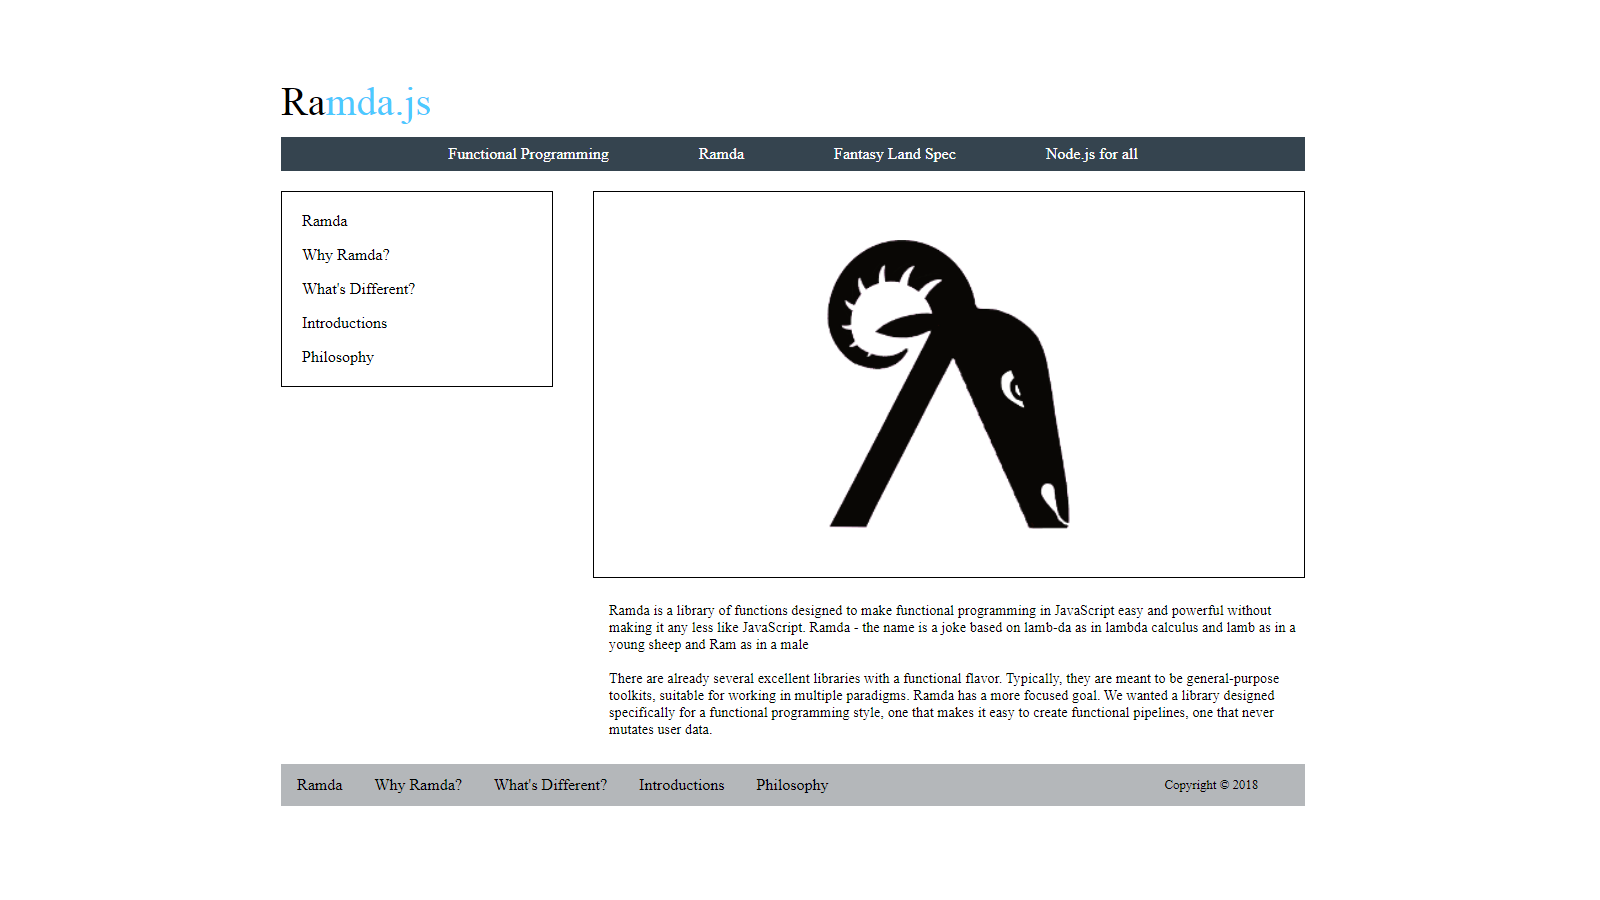 Ramda.js
Functional Programming Ramda Fantasy Land Spec Node.js for all
Ramda
Why Ramda?
What's Different?
Introductions
Philosophy
Ramda is a library of functions designed to make functional programming in JavaScript easy and powerful without
making it any less like JavaScript. Ramda - the name is a joke based on lamb-da as in lambda calculus and lamb as in a
young sheep and Ram as in a male
There are already several excellent libraries with a functional flavor. Typically, they are meant to be general-purpose
toolkits, suitable for working in multiple paradigms. Ramda has a more focused goal. We wanted a library designed
specifically for a functional programming style, one that makes it easy to create functional pipelines, one that never
mutates user data.
Ramda Why Ramda? What's Different? Introductions Philosophy Copyright © 2018